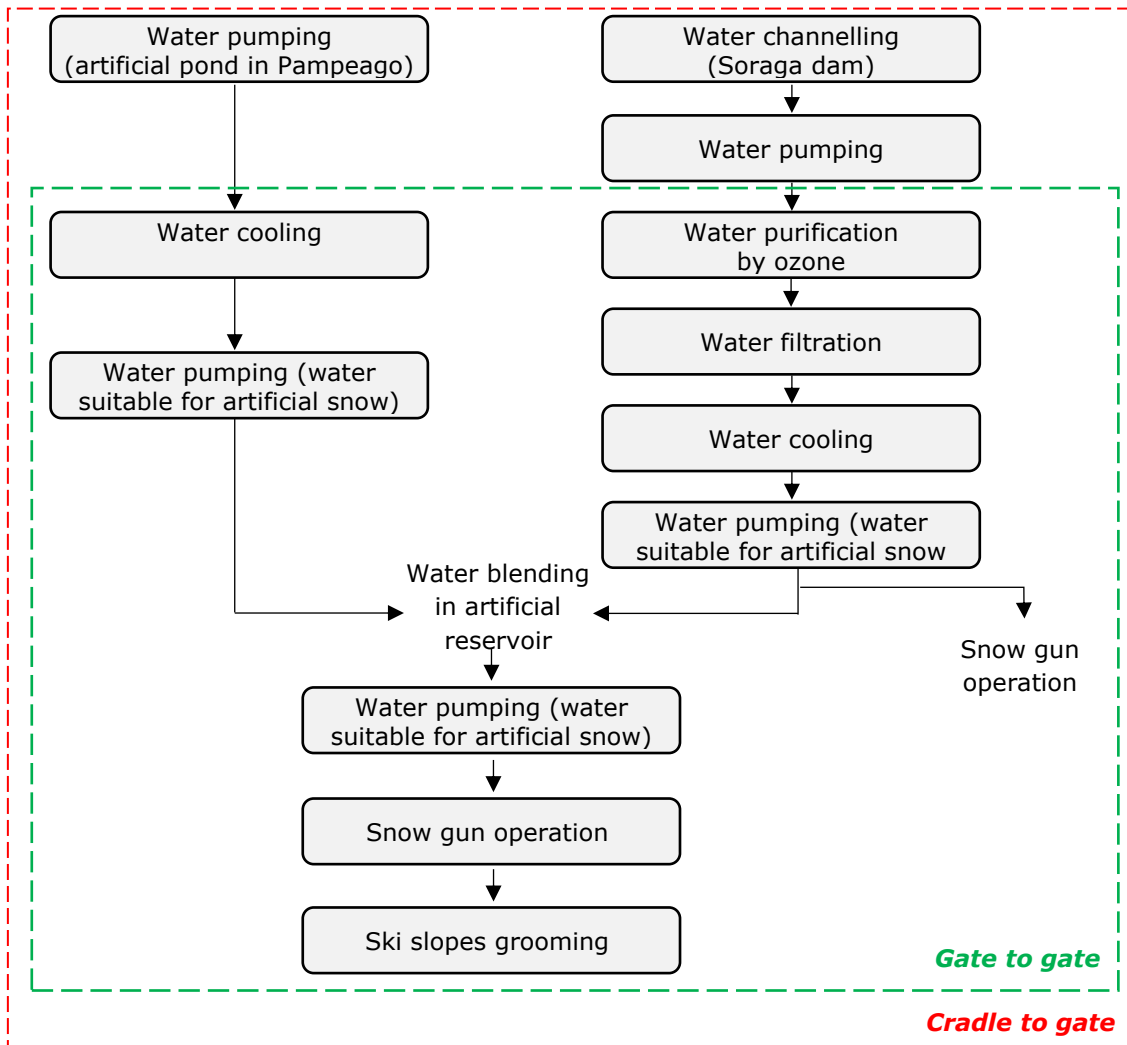 Water pumping
(artificial pond in Pampeago)
Water channelling
(Soraga dam)
Water pumping
Water cooling
Water purification
by ozone
Water filtration
Water pumping (water
suitable for artificial snow)
Water cooling
Water pumping (water
suitable for artificial snow
Water blending
in artificial
reservoir
Snow gun
operation
Water pumping (water
suitable for artificial snow)
Snow gun operation
Ski slopes grooming
Gate to gate
Cradle to gate